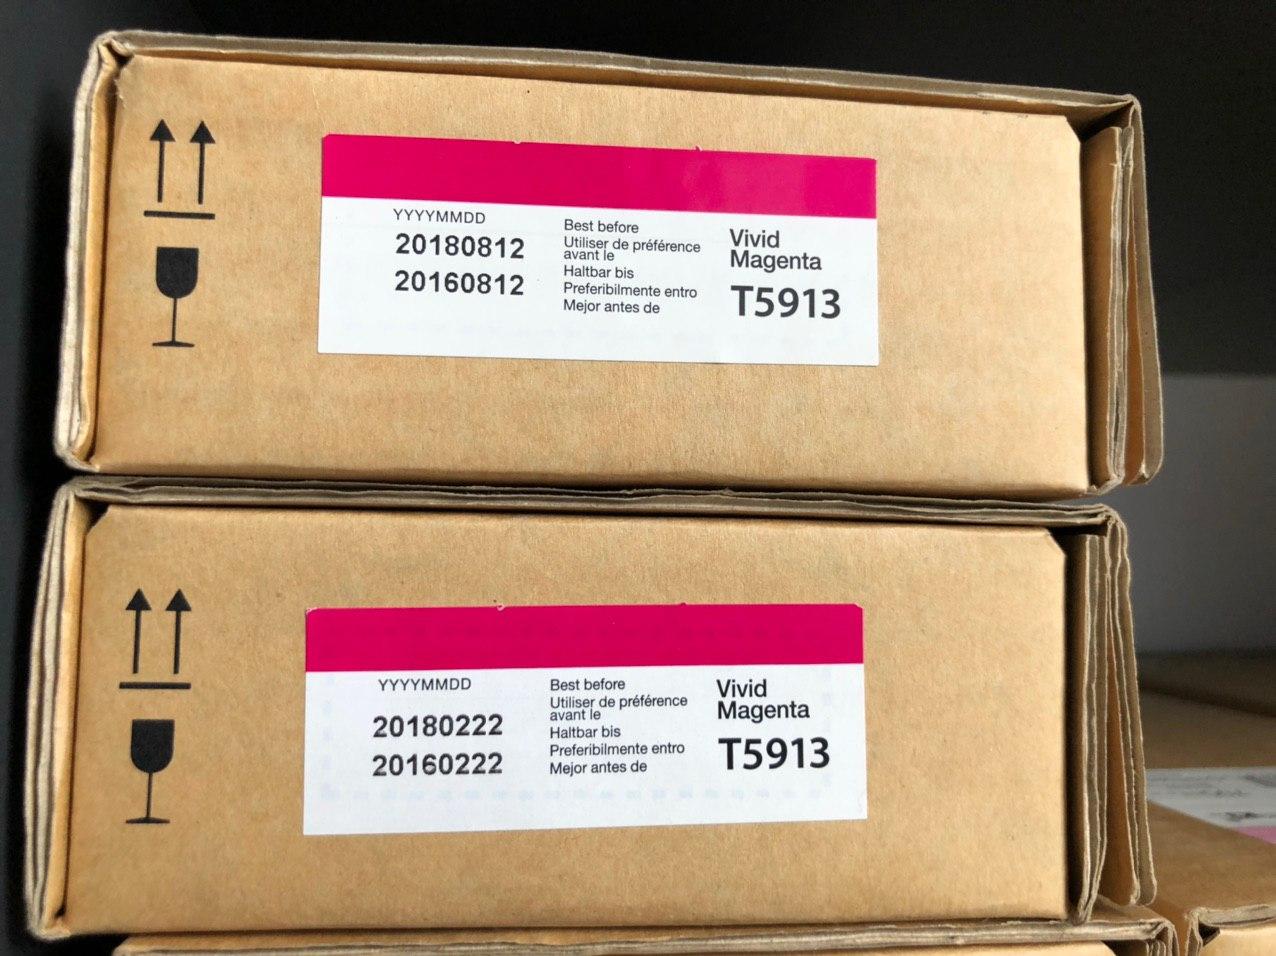 YYYYMMDD
20180812
20160812
Best before
Utiliser de préférence
avant le
Haltbar bis
Preferibilmente entro
Mejor antes de
Vivid
Magenta
T5913
YYYYMMDD
20180222
20160222
Best before
Utiliser de préférence
avant le
Haltbar bis
Preferibilmente entro
Mejor antes de
Vivid
Magenta
T5913